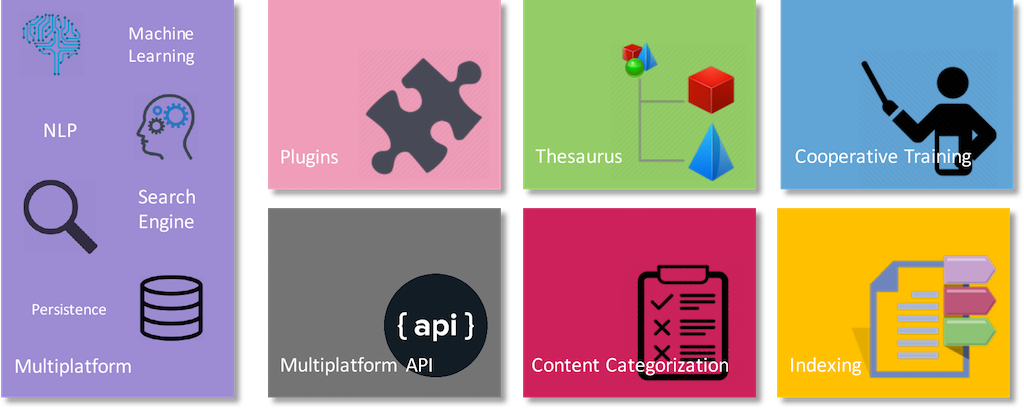 Machine
Learning
NLP
Search
Engine
Persistence
Multiplatform
Plugins
Thesaurus
Cooperative Training
{ api }
Multiplatform API
Content Categorization
Indexing